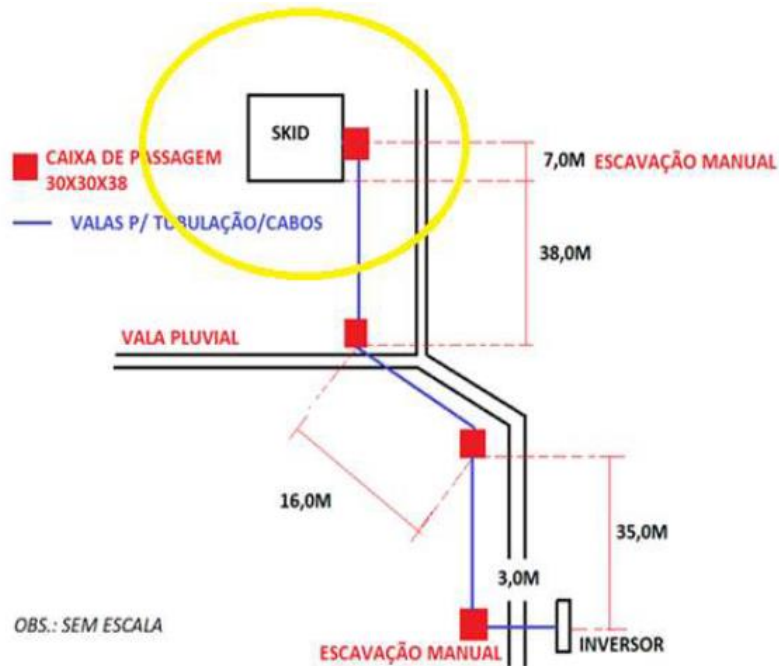 SKID
CAIXA DE PASSAGEM
30X30X38
7,0M ESCAVAÇÃO MANUAL
VALAS P/ TUBULAÇÃO/CABOS
38,0M
VALA PLUVIAL
16,0M
35,0M
3,0M
OBS.: SEM ESCALA
ESCAVAÇÃO MANUAL
INVERSOR